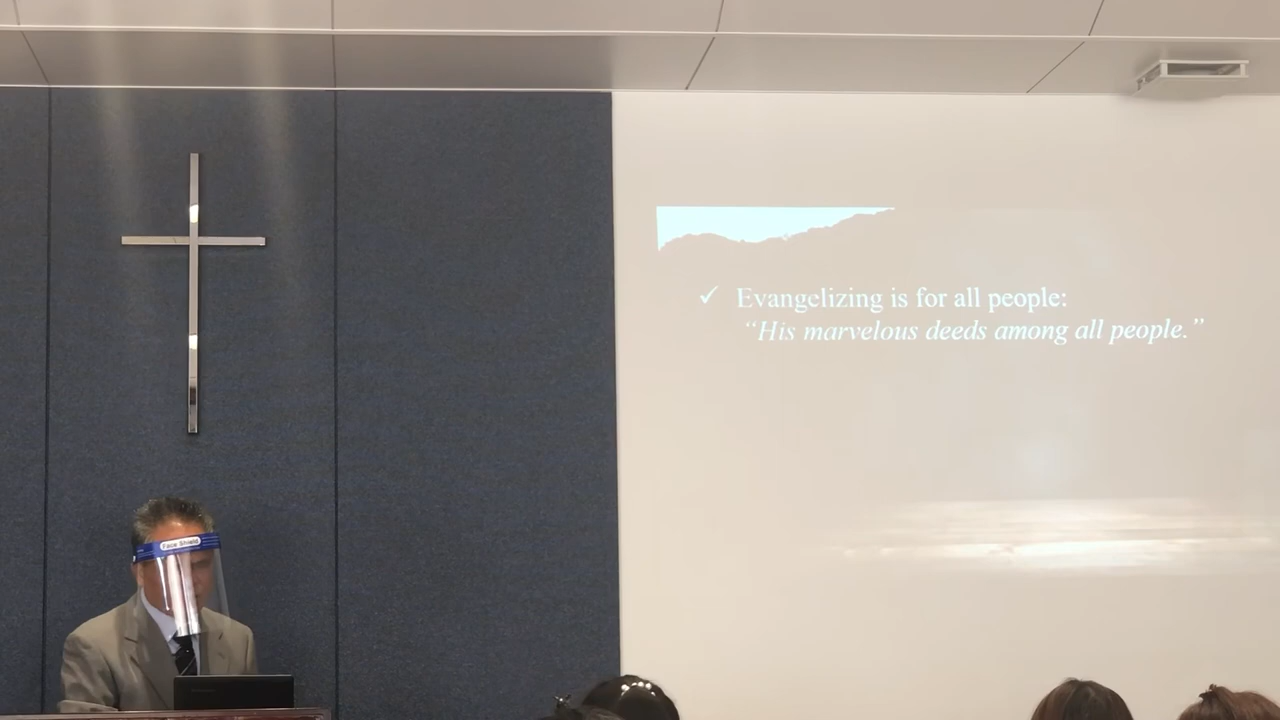 ✓ Evangelizing is for all people:
“His marvelous deeds among all people.”
Face Shield